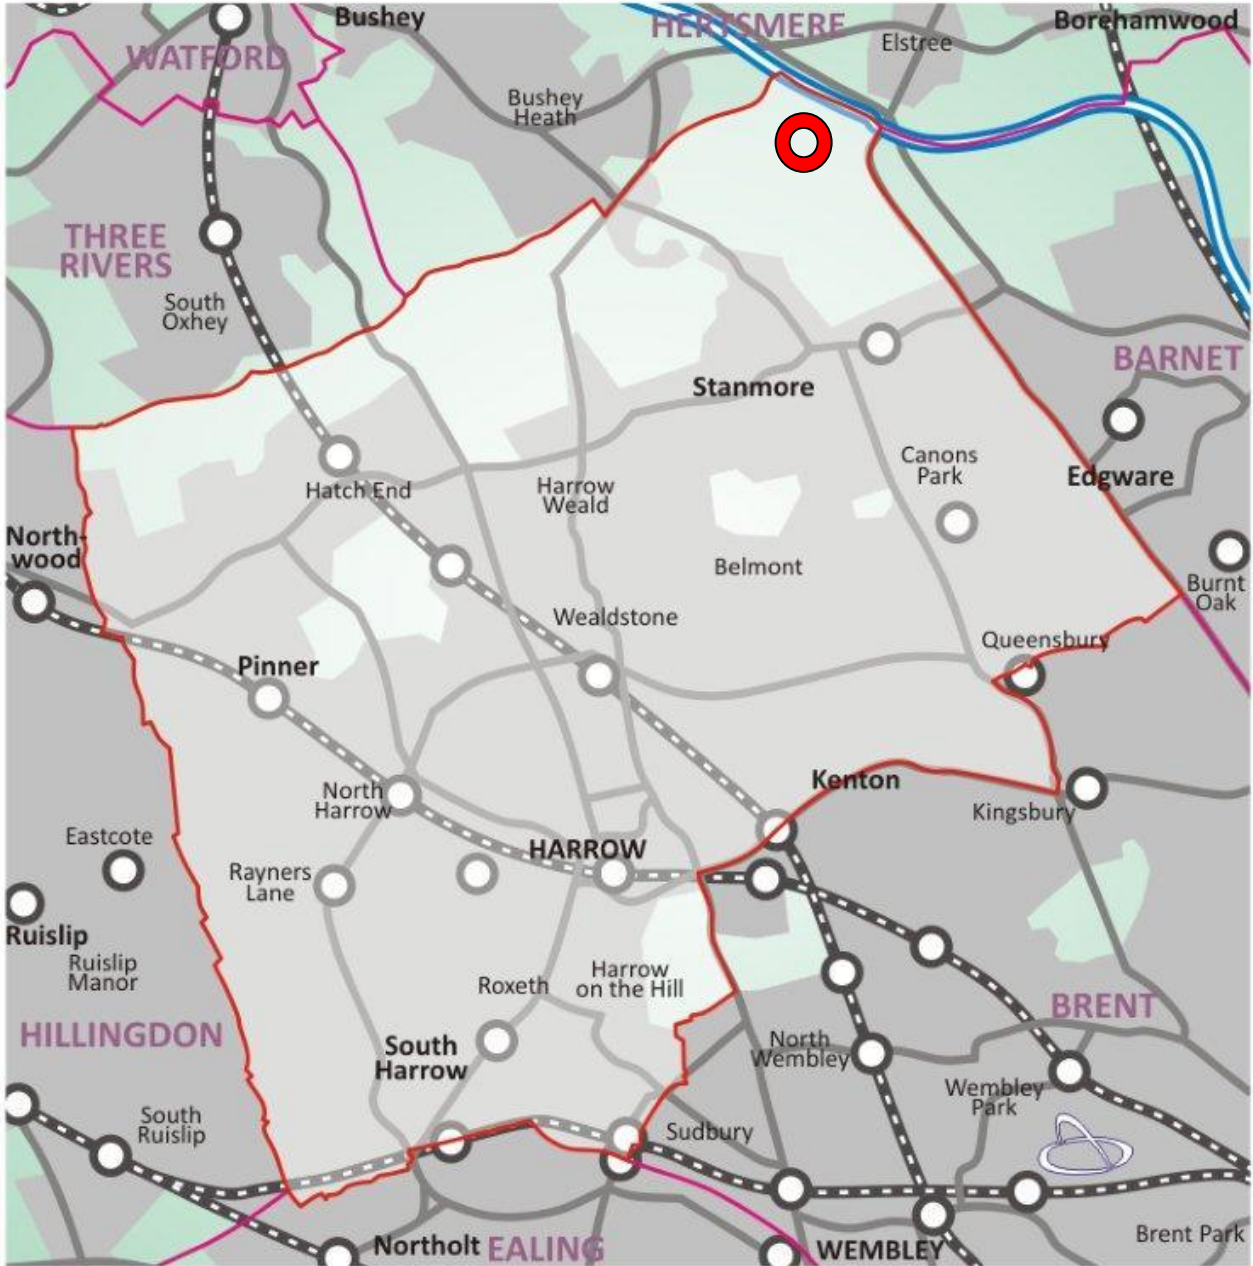 Bushey
HERTSMERE
Borehamwood
Elstree
WATFORD
Bushey
Heath
THREE
RIVERS
South
Oxhey
BARNET
Stanmore
Edgware
Canons
Park
Hatch End
Harrow
Weald
North-
wood
Belmont
Burnt
Oak
Wealdstone
Queensbury
Pinner
Kenton
North
Harrow
Kingsbury
Eastcote
HARROW
Rayners
Lane
Ruislip
Ruislip
Manor
Harrow
on the Hill
Roxeth
BRENT
HILLINGDON
South
Harrow
North
Wembley
Wembley
Park
South
Ruislip
Sudbury
Northolt
EALING
WEMBLEY
Brent Park